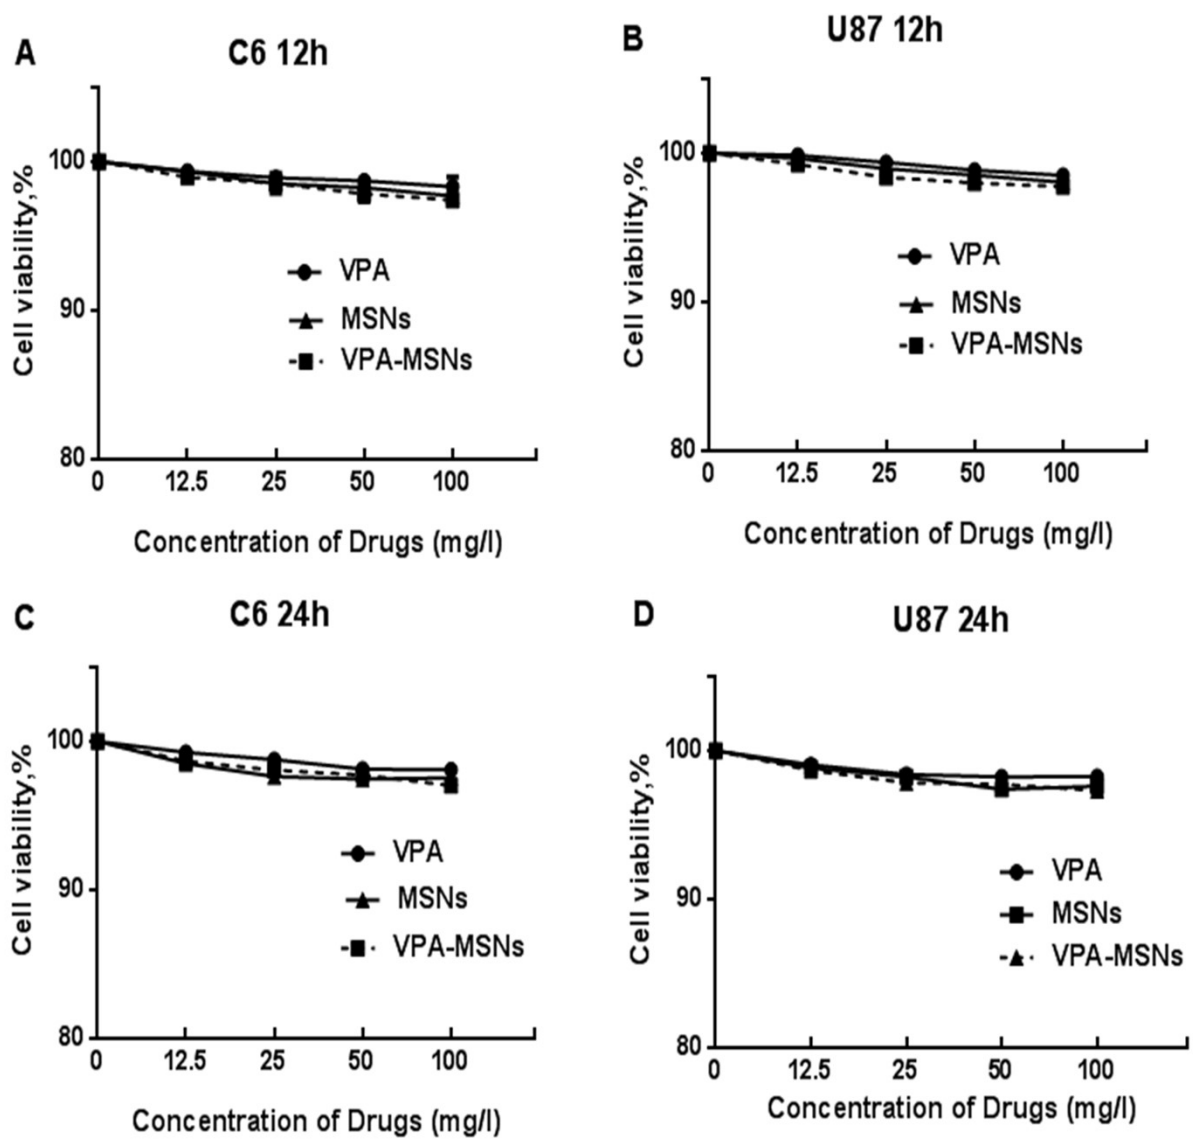 A
C6 12h
100
90
80
Cell viability,%
VPA
MSNs
VPA-MSNs
0 12.5 25 50 100
Concentration of Drugs (mg/l)
B
U87 12h
100
90
80
Cell viability,%
VPA
MSNs
VPA-MSNs
0 12.5 25 50 100
Concentration of Drugs (mg/l)
C
C6 24h
100
90
80
Cell viability,%
VPA
MSNs
VPA-MSNs
0 12.5 25 50 100
Concentration of Drugs (mg/l)
D
U87 24h
100
90
80
Cell viability,%
VPA
MSNs
VPA-MSNs
0 12.5 25 50 100
Concentration of Drugs (mg/l)